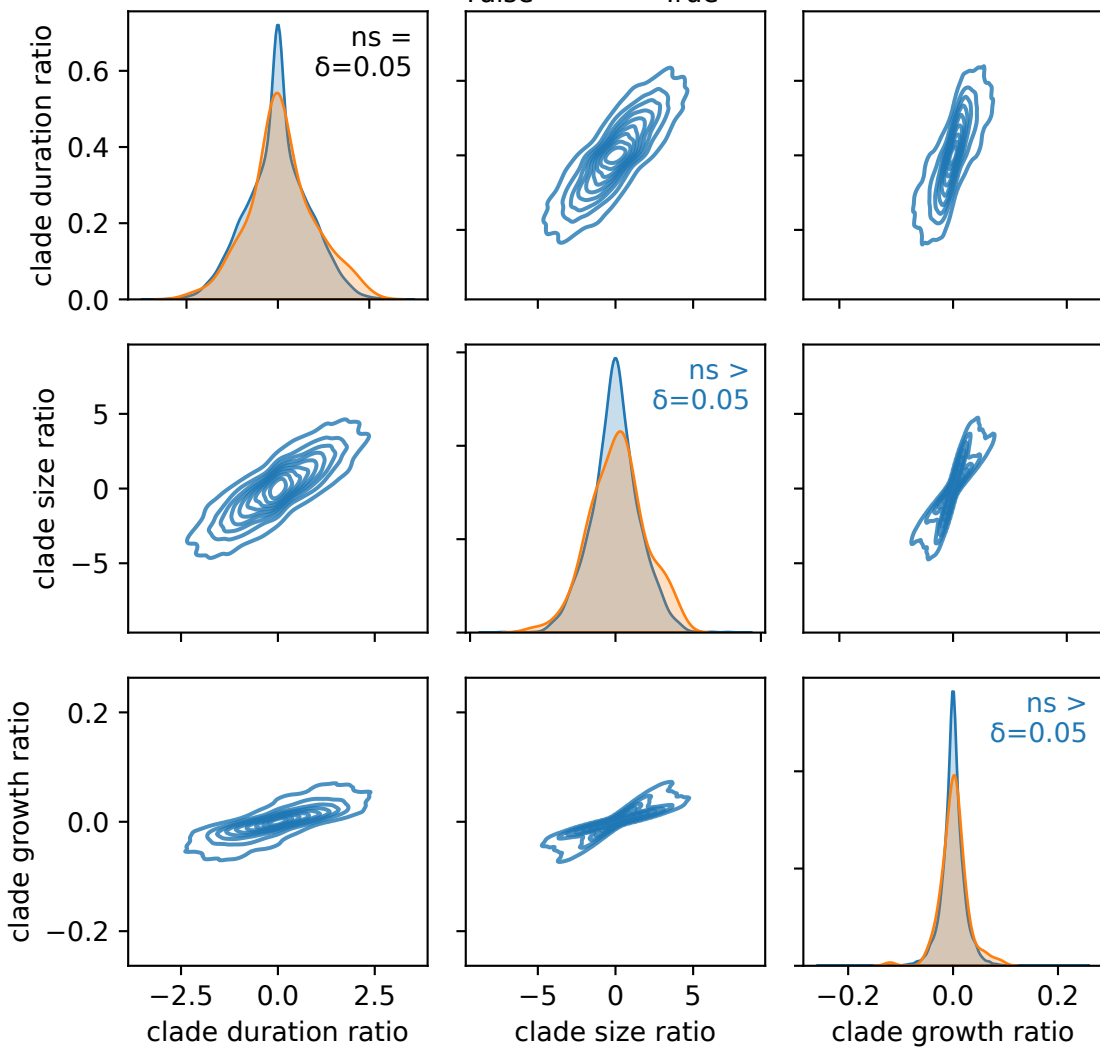 clade duration ratio
0.6
0.4
0.2
0.0
ns =
δ=0.05
clade size ratio
5
0
−5
ns >
δ=0.05
clade growth ratio
0.2
0.0
−0.2
ns >
δ=0.05
−2.5 0.0 2.5
−5 0 5
−0.2 0.0 0.2
clade duration ratio
clade size ratio
clade growth ratio